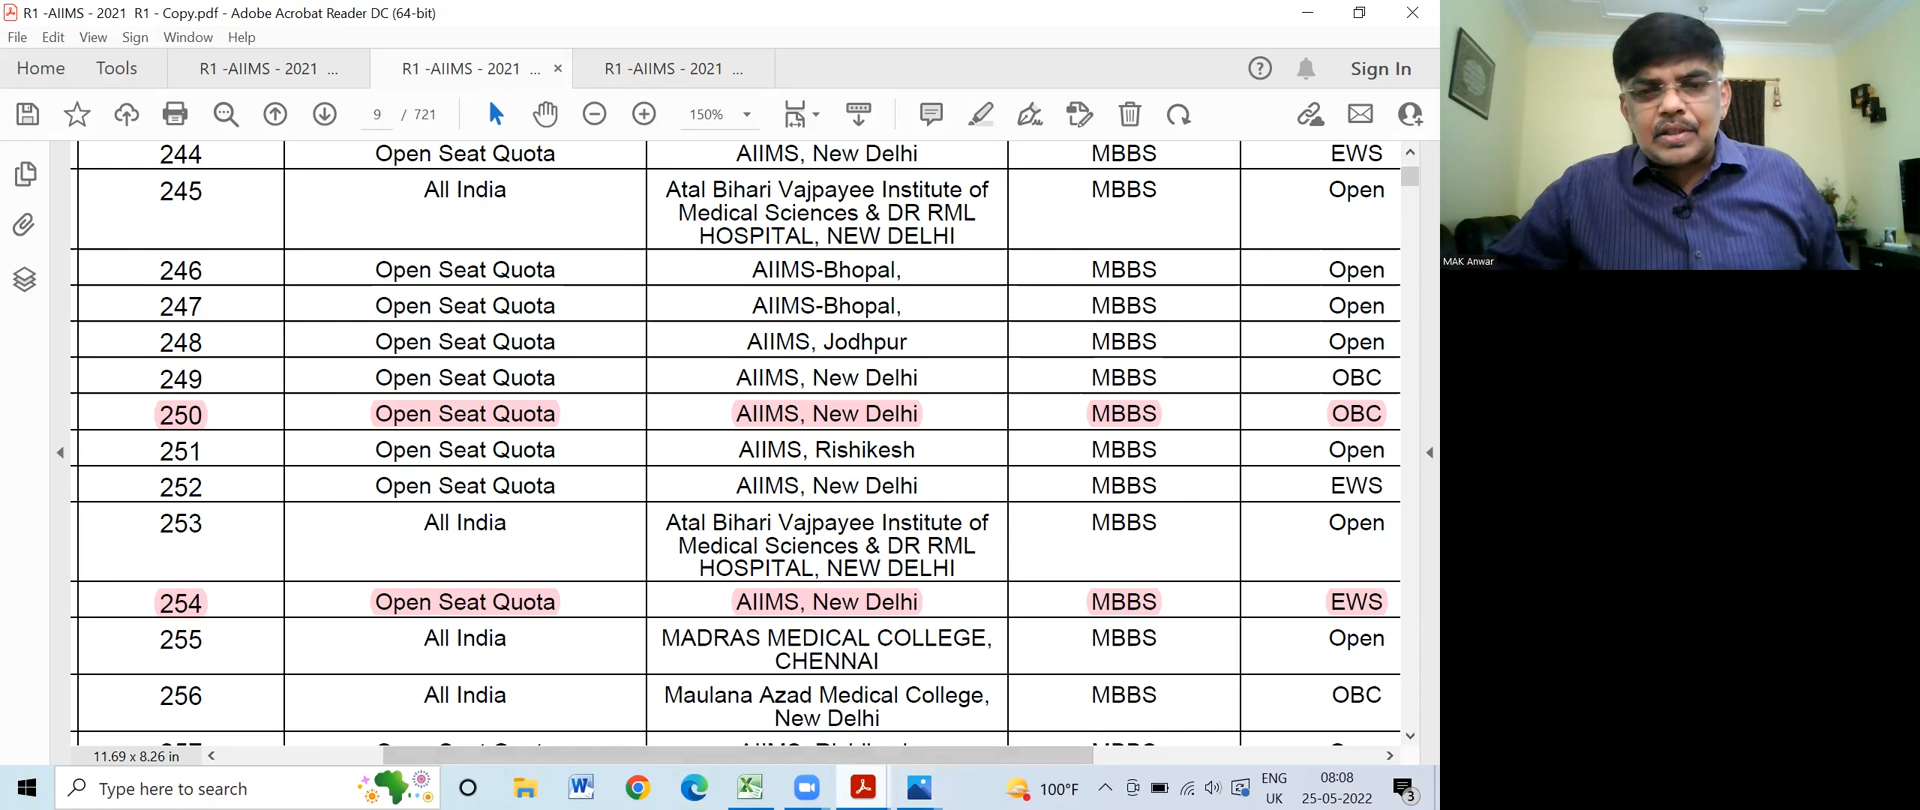 R1 -AIIMS - 2021 R1 - Copy.pdf - Adobe Acrobat Reader DC (64-bit)
File Edit View Sign Window Help
Home Tools R1 -AIIMS - 2021 ... R1 -AIIMS - 2021 ... × R1 -AIIMS - 2021 ... ? Sign In
9 / 721 150%
244 Open Seat Quota AIIMS, New Delhi MBBS EWS
245 All India Atal Bihari Vajpayee Institute of MBBS Open
Medical Sciences & DR RML
HOSPITAL, NEW DELHI
246 Open Seat Quota AIIMS-Bhopal, MBBS Open
247 Open Seat Quota AIIMS-Bhopal, MBBS Open
248 Open Seat Quota AIIMS, Jodhpur MBBS Open
249 Open Seat Quota AIIMS, New Delhi MBBS OBC
250 Open Seat Quota AIIMS, New Delhi MBBS OBC
251 Open Seat Quota AIIMS, Rishikesh MBBS Open
252 Open Seat Quota AIIMS, New Delhi MBBS EWS
253 All India Atal Bihari Vajpayee Institute of MBBS Open
Medical Sciences & DR RML
HOSPITAL, NEW DELHI
254 Open Seat Quota AIIMS, New Delhi MBBS EWS
255 All India MADRAS MEDICAL COLLEGE, MBBS Open
CHENNAI
256 All India Maulana Azad Medical College, MBBS OBC
New Delhi
11.69 x 8.26 in
Type here to search 100°F ENG 08:08
UK 25-05-2022 3
MAK Anwar